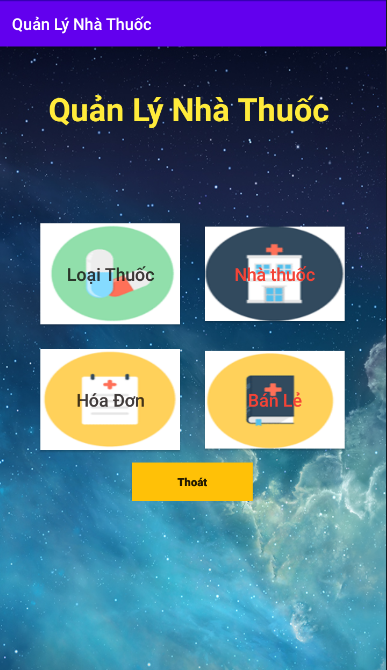 Quản Lý Nhà Thuốc
Quản Lý Nhà Thuốc
Loại Thuốc
Nhà thuốc
Hóa Đơn
Bán Lẻ
Thoát